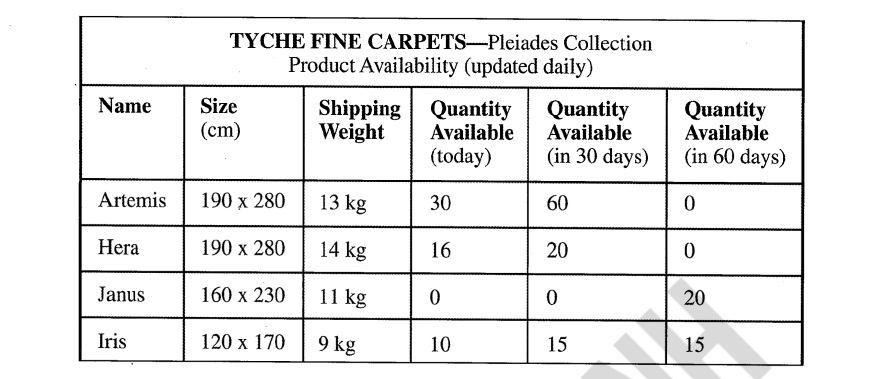 TYCHE FINE CARPETS—Pleiades Collection
Product Availability (updated daily)
Name Size (cm) Shipping Weight Quantity Available (today) Quantity Available (in 30 days) Quantity Available (in 60 days)
Artemis 190 x 280 13 kg 30 60 0
Hera 190 x 280 14 kg 16 20 0
Janus 160 x 230 11 kg 0 0 20
Iris 120 x 170 9 kg 10 15 15
NH